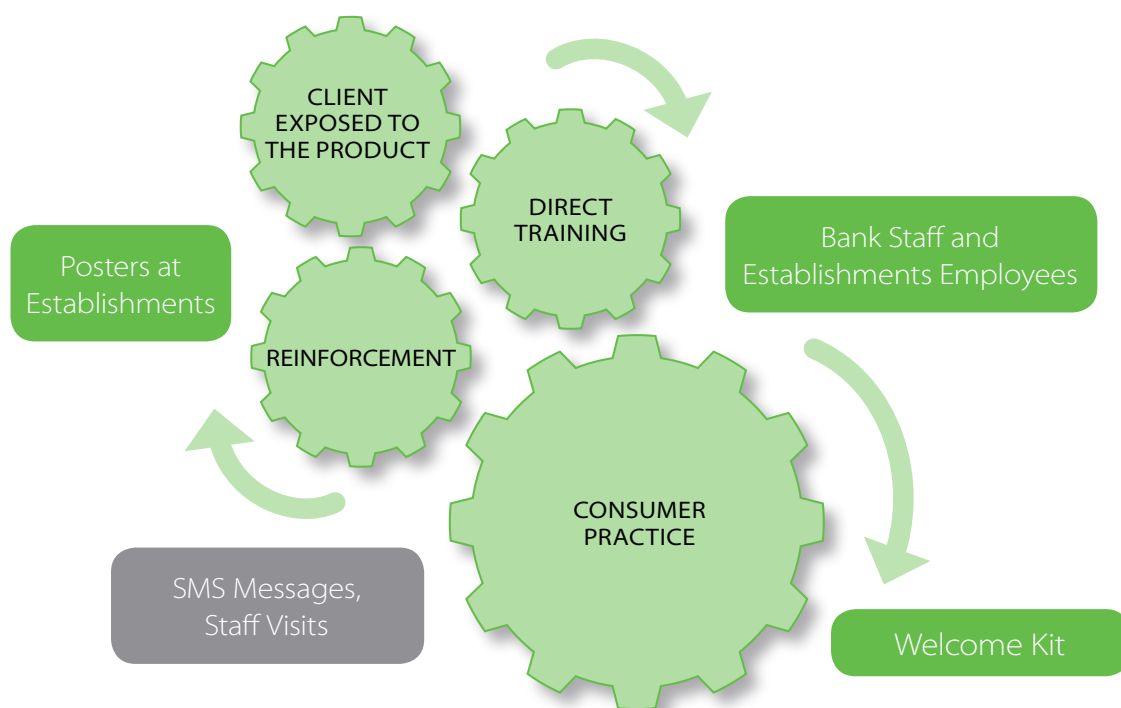 CLIENT
EXPOSED TO
THE PRODUCT
DIRECT
TRAINING
Bank Staff and
Establishments Employees
Posters at
Establishments
REINFORCEMENT
CONSUMER
PRACTICE
SMS Messages,
Staff Visits
Welcome Kit